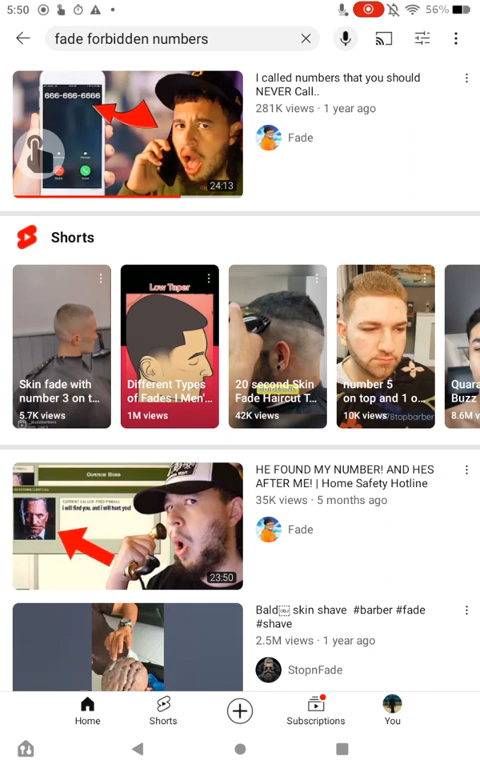 5:50
56%
fade forbidden numbers
666-666-6666
24:13
I called numbers that you should
NEVER Call..
281K views · 1 year ago
Fade
Shorts
Skin fade with
number 3 on t...
5.7K views
Low Taper
Different Types
of Fades I Men'...
1M views
20 second Skin
Fade Haircut T...
42K views
number 5
on top and 1 o...
10K views
78topbarber
Quara
Buzz
8.6M v
I will find you, and I will hurt you!
23:50
HE FOUND MY NUMBER! AND HES
AFTER ME! | Home Safety Hotline
35K views · 5 months ago
Fade
Bald￼ skin shave #barber #fade
#shave
2.5M views · 1 year ago
StopnFade
Home
Shorts
Subscriptions
You